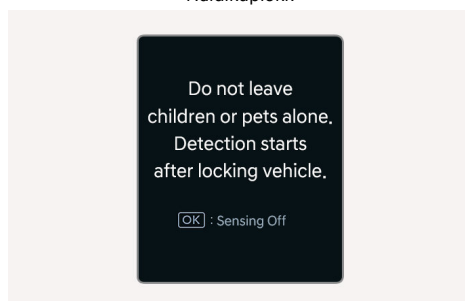 Do not leave
children or pets alone.
Detection starts
after locking vehicle.
OK : Sensing Off